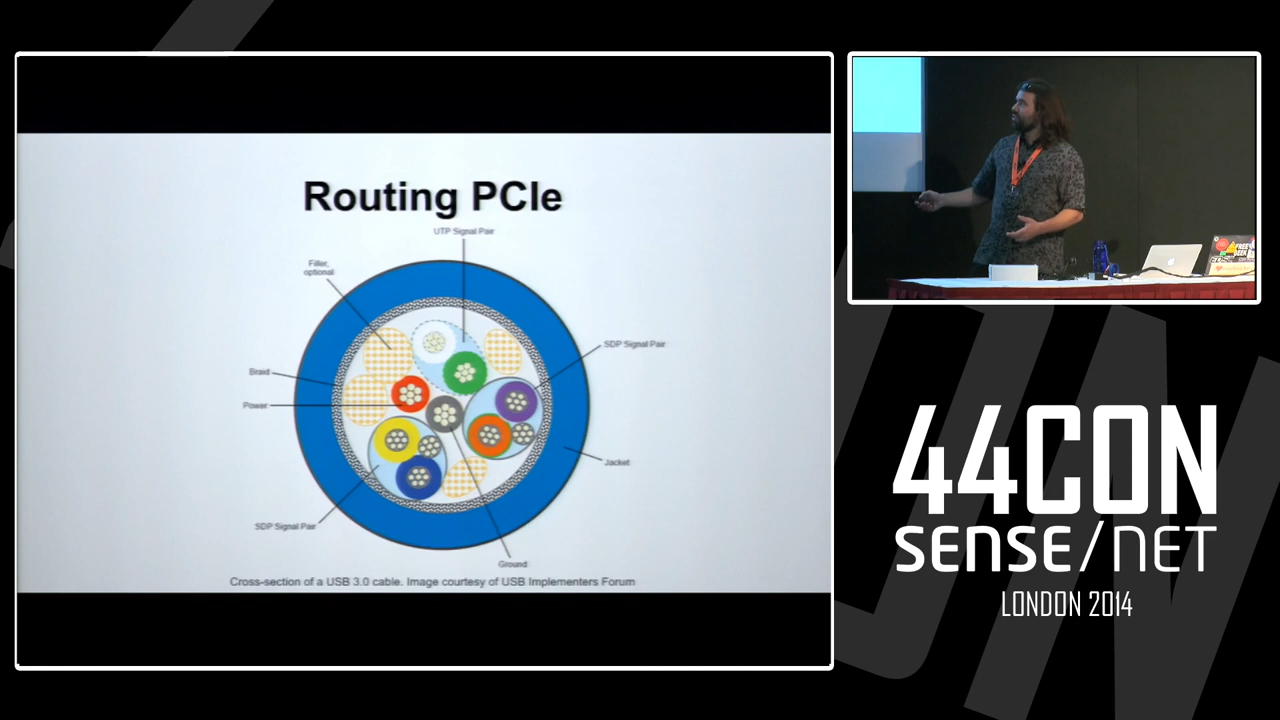 Routing PCIe
UTP Signal Pair
Filler,
optional
SDP Signal Pair
Braid
Power
Jacket
SDP Signal Pair
Ground
Cross-section of a USB 3.0 cable. Image courtesy of USB Implementers Forum
44CON
SENSE/NET
LONDON 2014